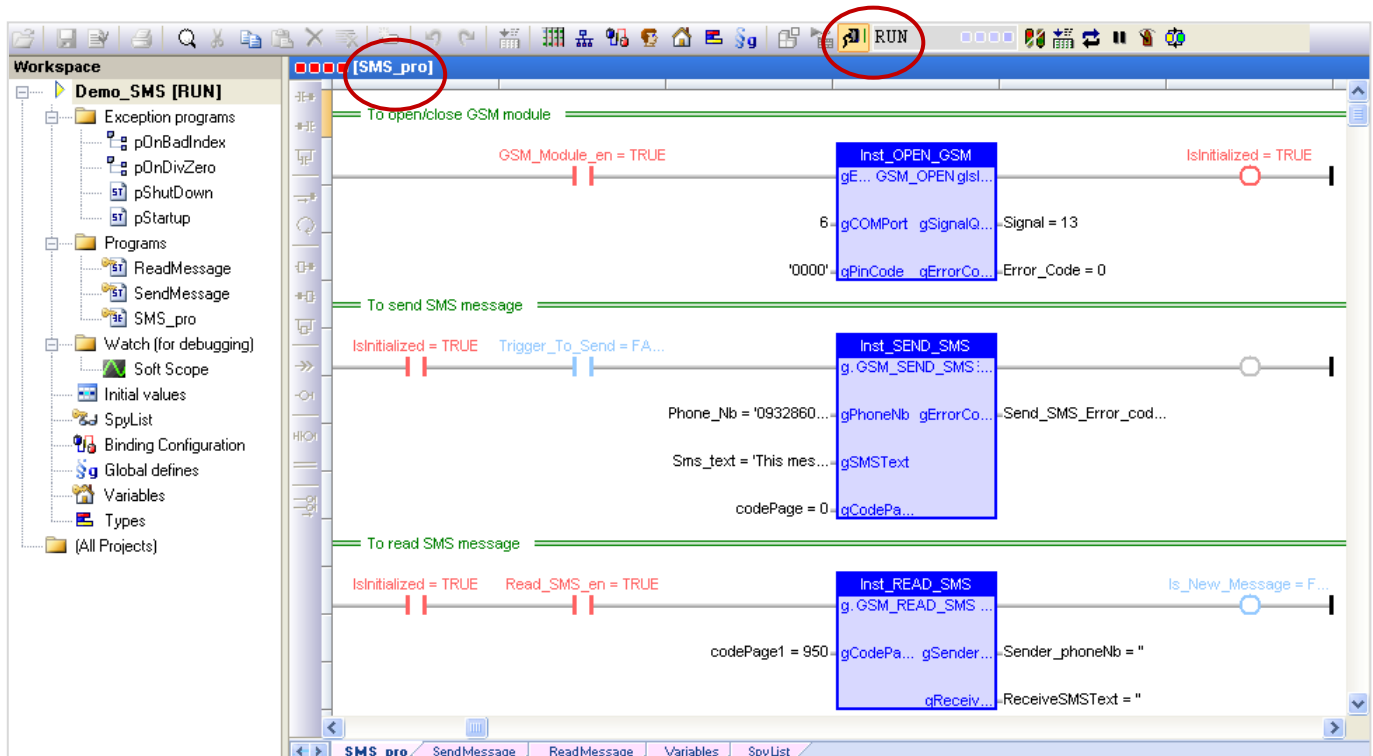 RUN
Workspace
[SMS_pro]
Demo_SMS [RUN]
Exception programs
pOnBadIndex
pOnDivZero
pShutDown
pStartup
Programs
ReadMessage
SendMessage
SMS_pro
Watch (for debugging)
Soft Scope
Initial values
SpyList
Binding Configuration
Global defines
Variables
Types
(All Projects)
To open/close GSM module
GSM_Module_en = TRUE
Inst_OPEN_GSM
IsInitialized = TRUE
gE... GSM_OPEN gIsI...
6 gCOMPort gSignalQ... Signal = 13
'0000' gPinCode gErrorCo... Error_Code = 0
To send SMS message
IsInitialized = TRUE Trigger_To_Send = FA...
Inst_SEND_SMS
g. GSM_SEND_SMS:...
Phone_Nb = '0932860... gPhoneNb gErrorCo... Send_SMS_Error_cod...
Sms_text = 'This mes... gSMSText
codePage = 0 gCodePa...
To read SMS message
IsInitialized = TRUE Read_SMS_en = TRUE
Inst_READ_SMS
Is_New_Message = F...
g. GSM_READ_SMS ...
codePage1 = 950 gCodePa... gSender... Sender_phoneNb = ''
gReceiv... ReceiveSMSText = ''
SMS_pro SendMessage ReadMessage Variables SpyList